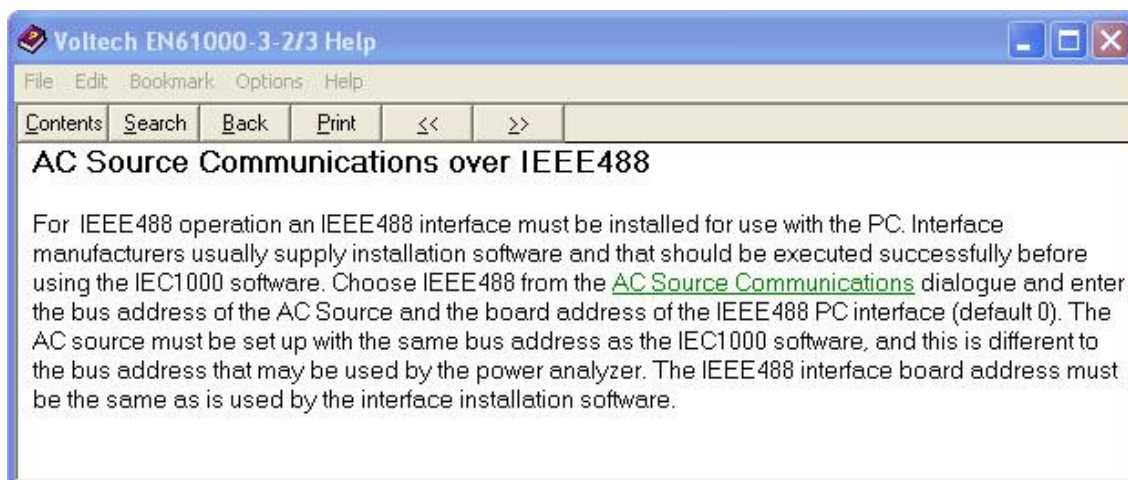 Voltech EN61000-3-2/3 Help
File Edit Bookmark Options Help
Contents Search Back Print << >>
AC Source Communications over IEEE488
For IEEE488 operation an IEEE488 interface must be installed for use with the PC. Interface
manufacturers usually supply installation software and that should be executed successfully before
using the IEC1000 software. Choose IEEE488 from the AC Source Communications dialogue and enter
the bus address of the AC Source and the board address of the IEEE488 PC interface (default 0). The
AC source must be set up with the same bus address as the IEC1000 software, and this is different to
the bus address that may be used by the power analyzer. The IEEE488 interface board address must
be the same as is used by the interface installation software.